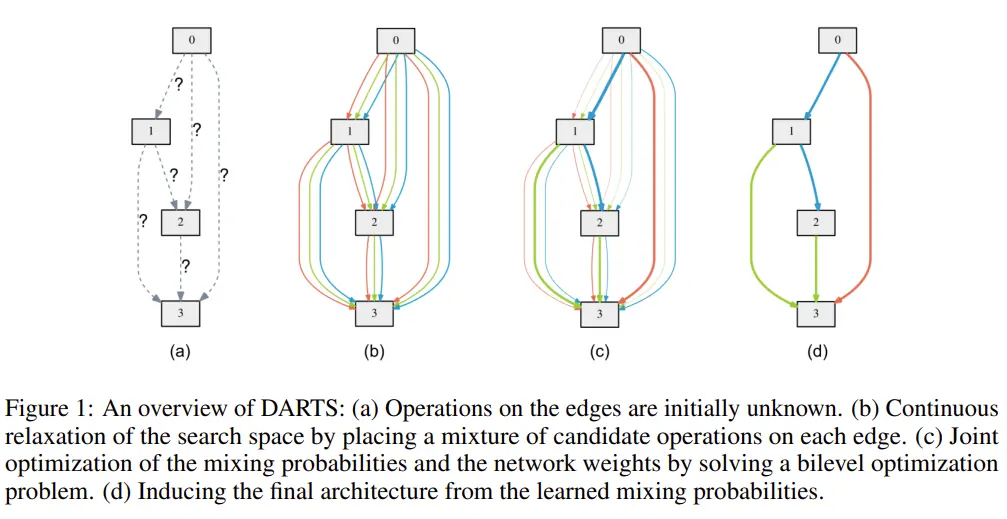 0
0
0
0
?
1
?
1
1
1
?
?
?
2
2
2
2
?
3
3
3
3
(a)
(b)
(c)
(d)
Figure 1: An overview of DARTS: (a) Operations on the edges are initially unknown. (b) Continuous
relaxation of the search space by placing a mixture of candidate operations on each edge. (c) Joint
optimization of the mixing probabilities and the network weights by solving a bilevel optimization
problem. (d) Inducing the final architecture from the learned mixing probabilities.